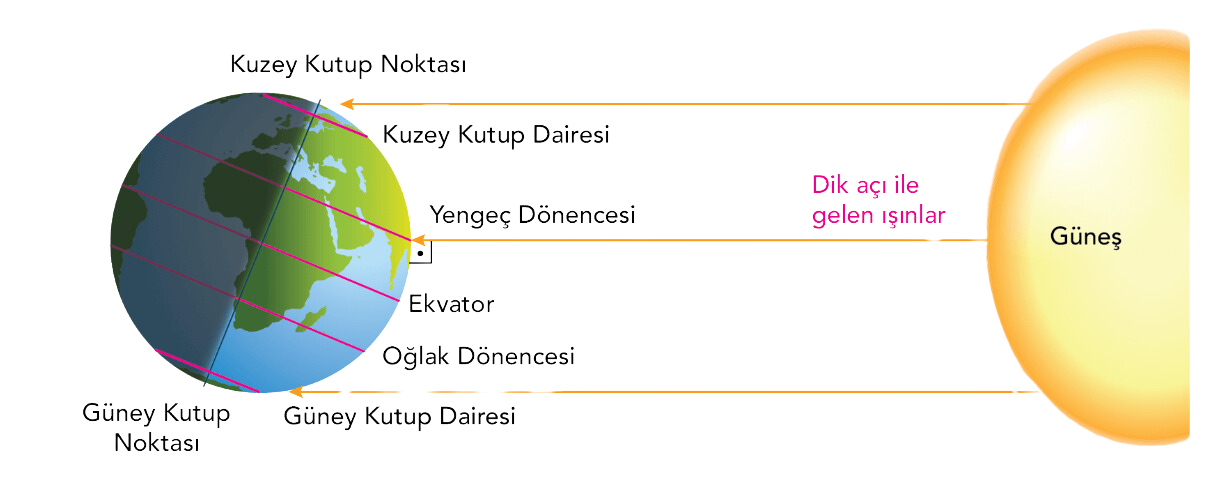 Kuzey Kutup Noktası
Kuzey Kutup Dairesi
Dik açı ile
gelen ışınlar
Yengeç Dönencesi
Güneş
Ekvator
Oğlak Dönencesi
Güney Kutup
Noktası
Güney Kutup Dairesi